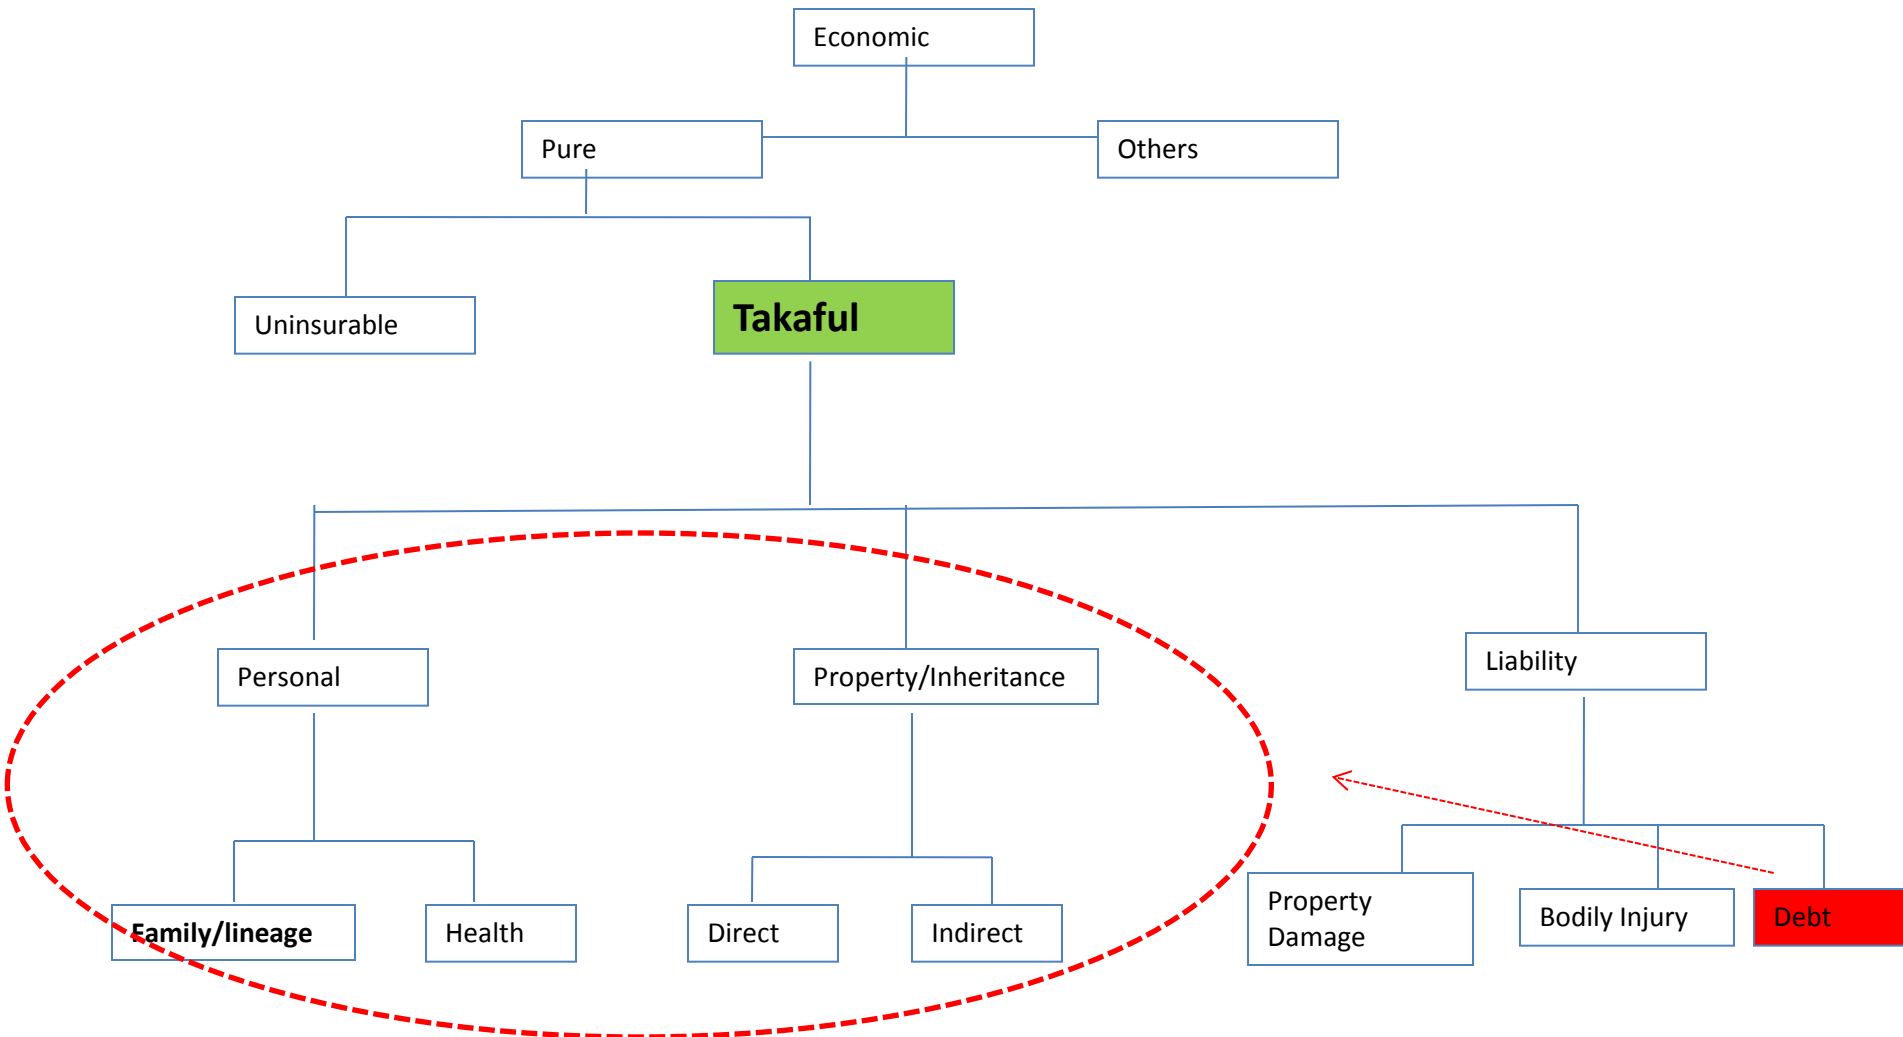 Economic
Pure
Others
Uninsurable
Takaful
Personal
Property/Inheritance
Liability
Family/lineage
Health
Direct
Indirect
Property
Damage
Bodily Injury
Debt